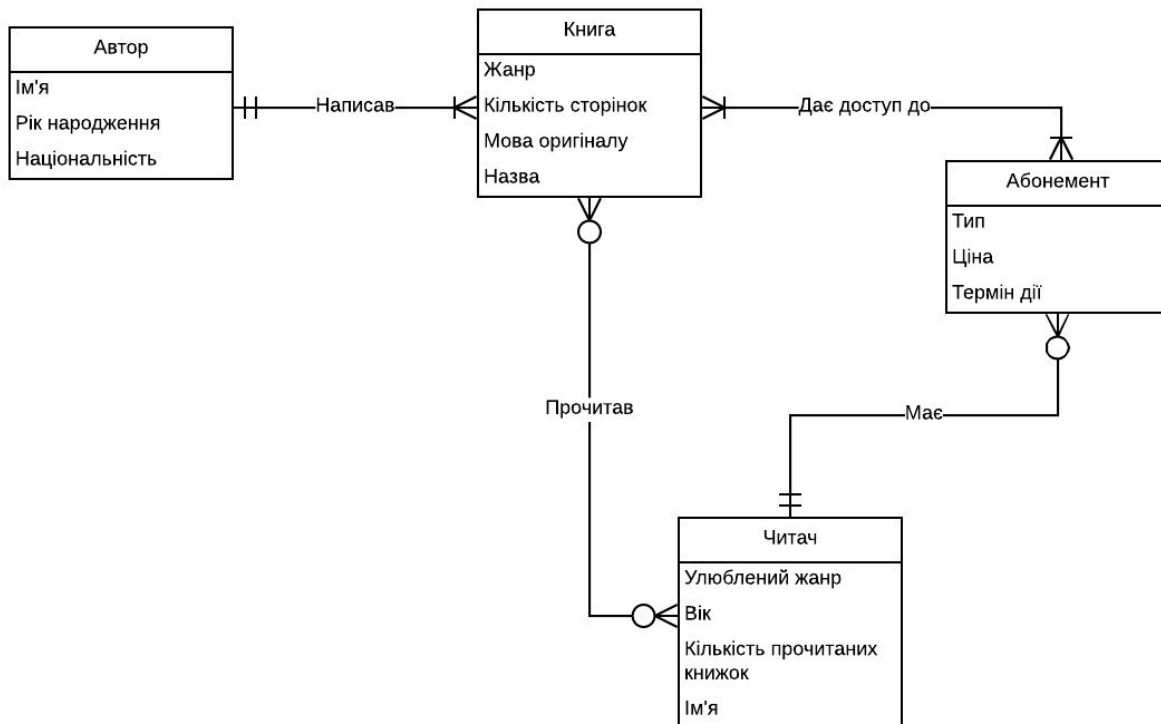 Автор
Ім'я
Рік народження
Національність
Написав
Книга
Жанр
Кількість сторінок
Мова оригіналу
Назва
Дає доступ до
Абонемент
Тип
Ціна
Термін дії
Прочитав
Має
Читач
Улюблений жанр
Вік
Кількість прочитаних
книжок
Ім'я